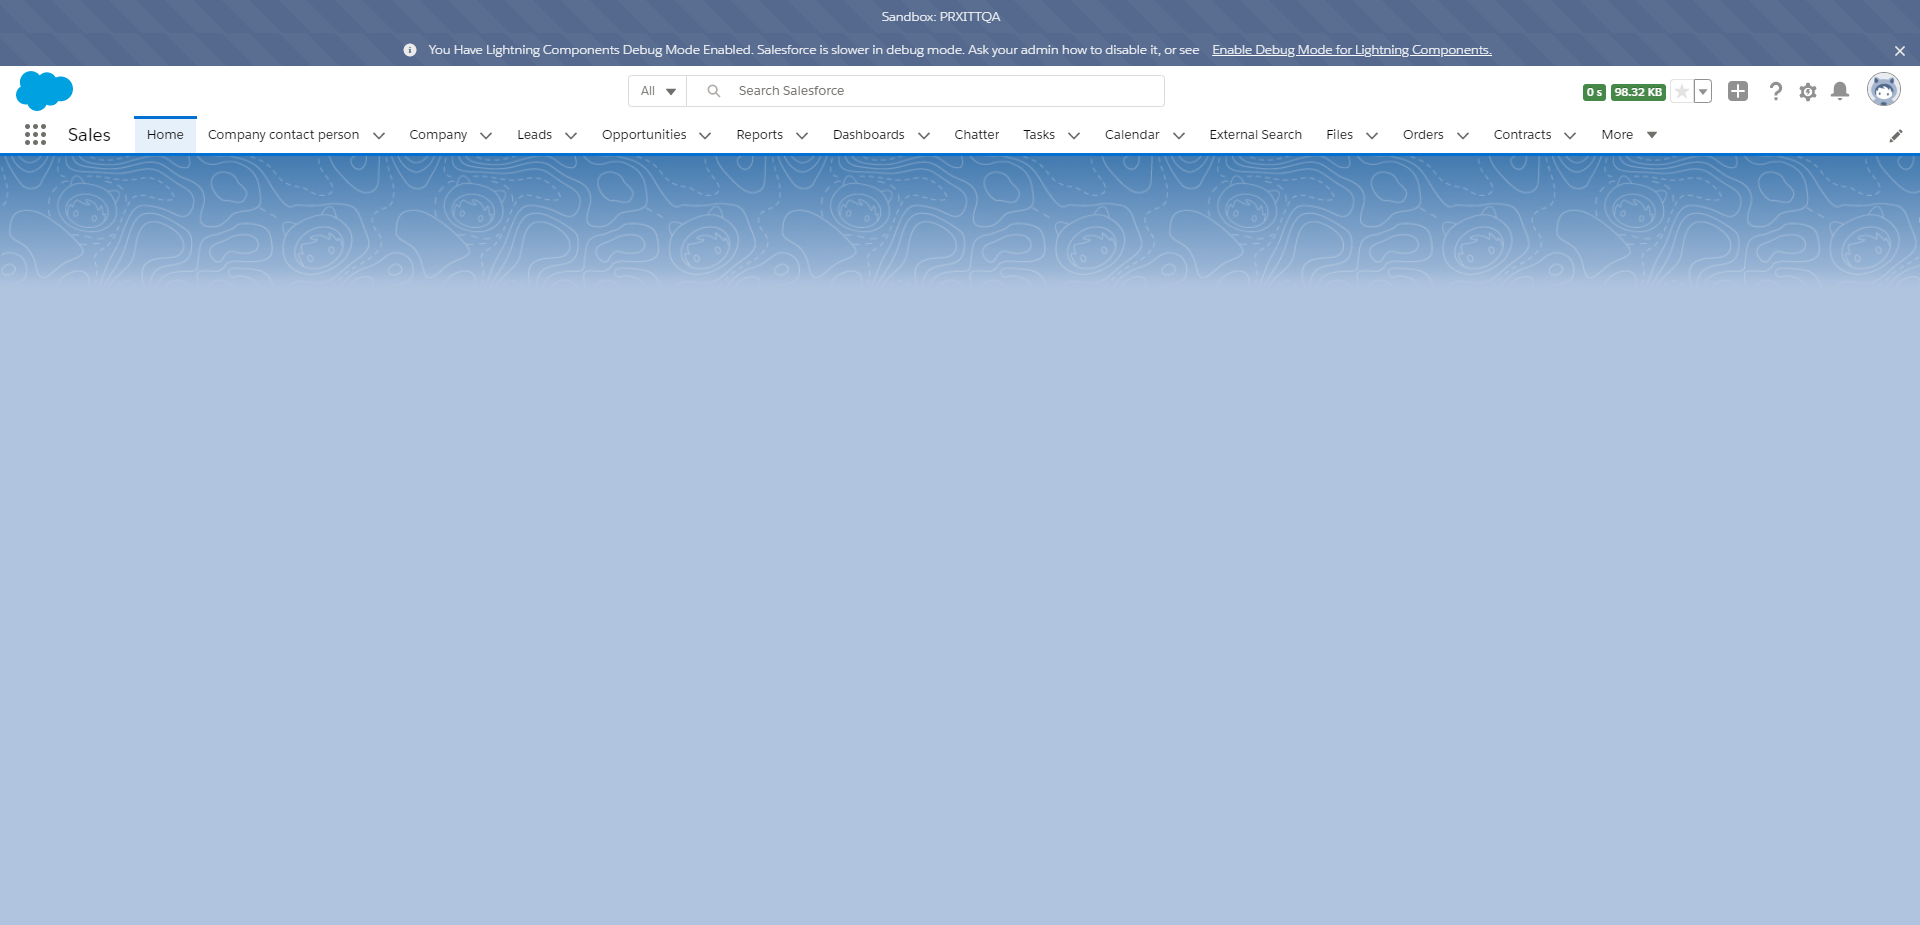 Sandbox: PRXITTQA
You Have Lightning Components Debug Mode Enabled. Salesforce is slower in debug mode. Ask your admin how to disable it, or see Enable Debug Mode for Lightning Components.
All Search Salesforce 0 s 98.32 KB
Sales Home Company contact person Company Leads Opportunities Reports Dashboards Chatter Tasks Calendar External Search Files Orders Contracts More